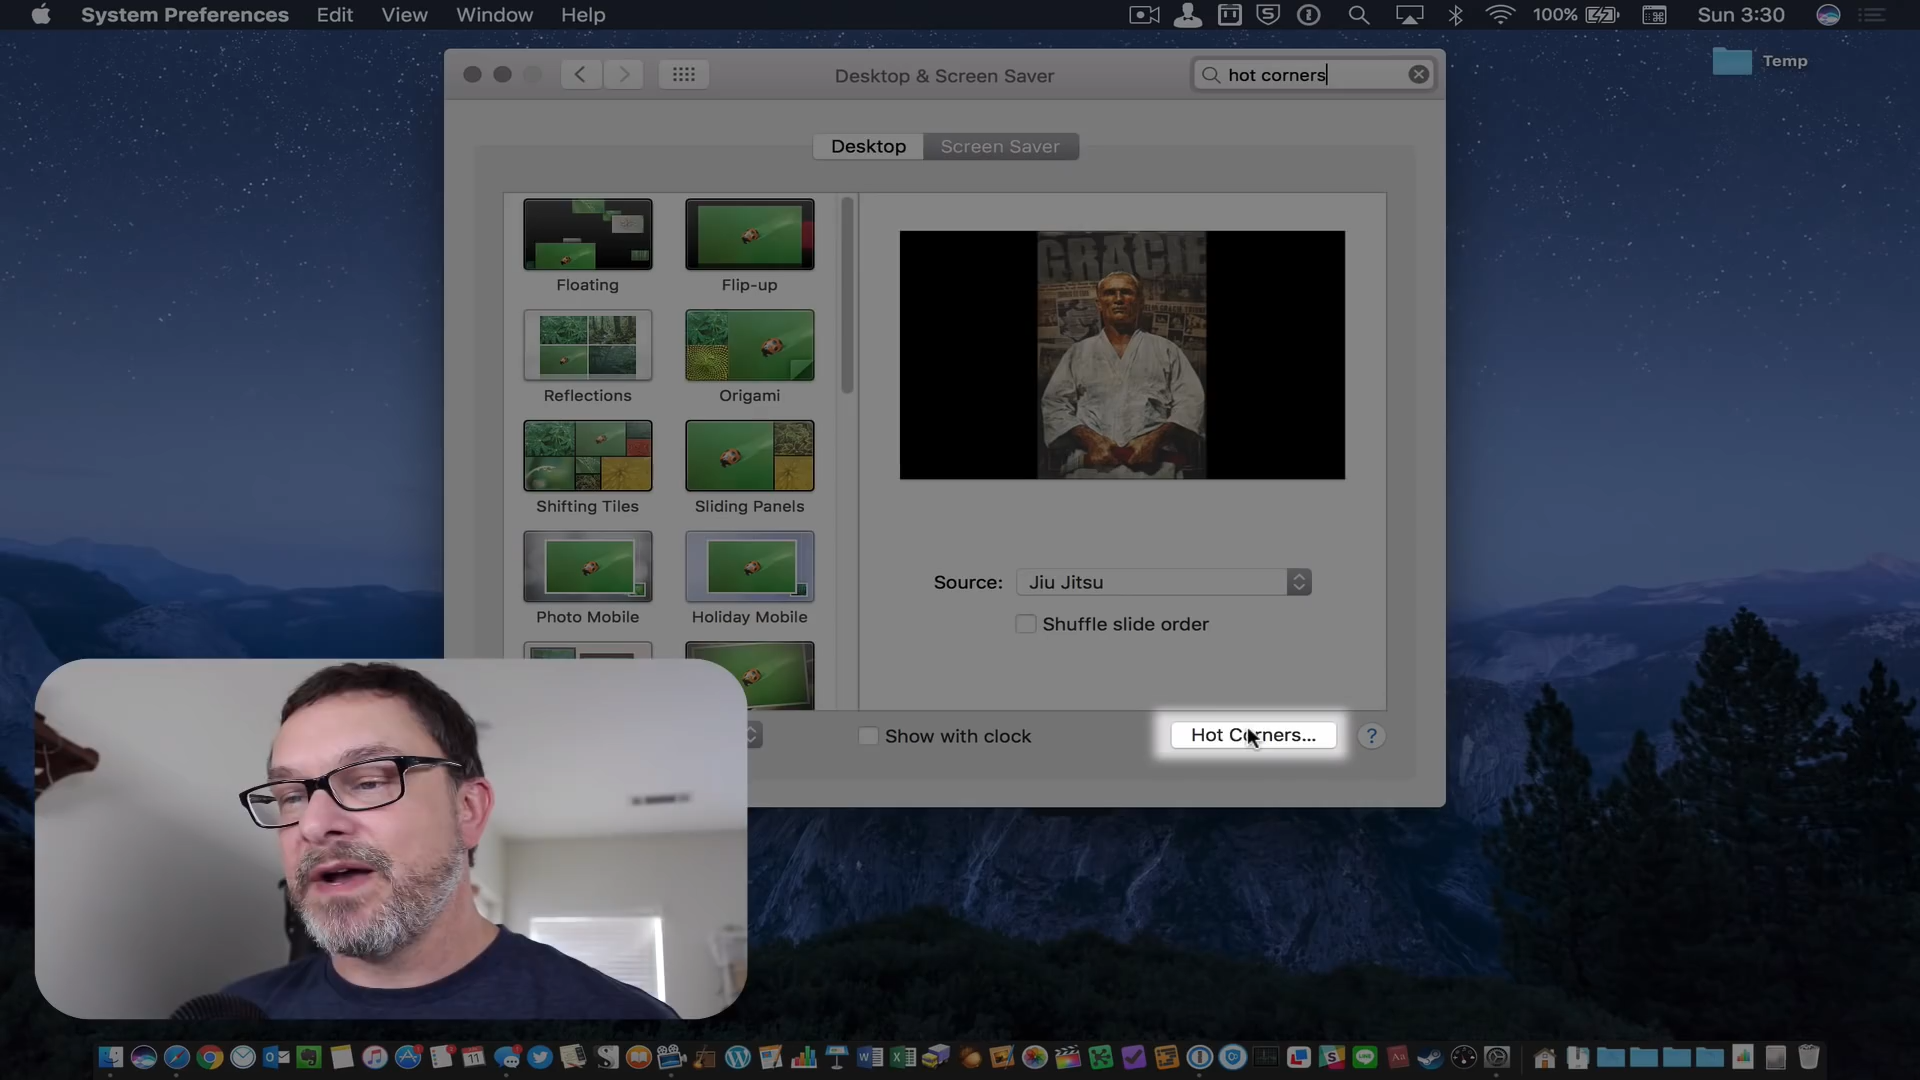 System Preferences Edit View Window Help 100% Sun 3:30
Temp
Desktop & Screen Saver hot corners
Desktop Screen Saver
Floating Flip-up
GRACIE
Reflections Origami
Shifting Tiles Sliding Panels
Source: Jiu Jitsu
Photo Mobile Holiday Mobile
Shuffle slide order
Show with clock Hot Corners... ?